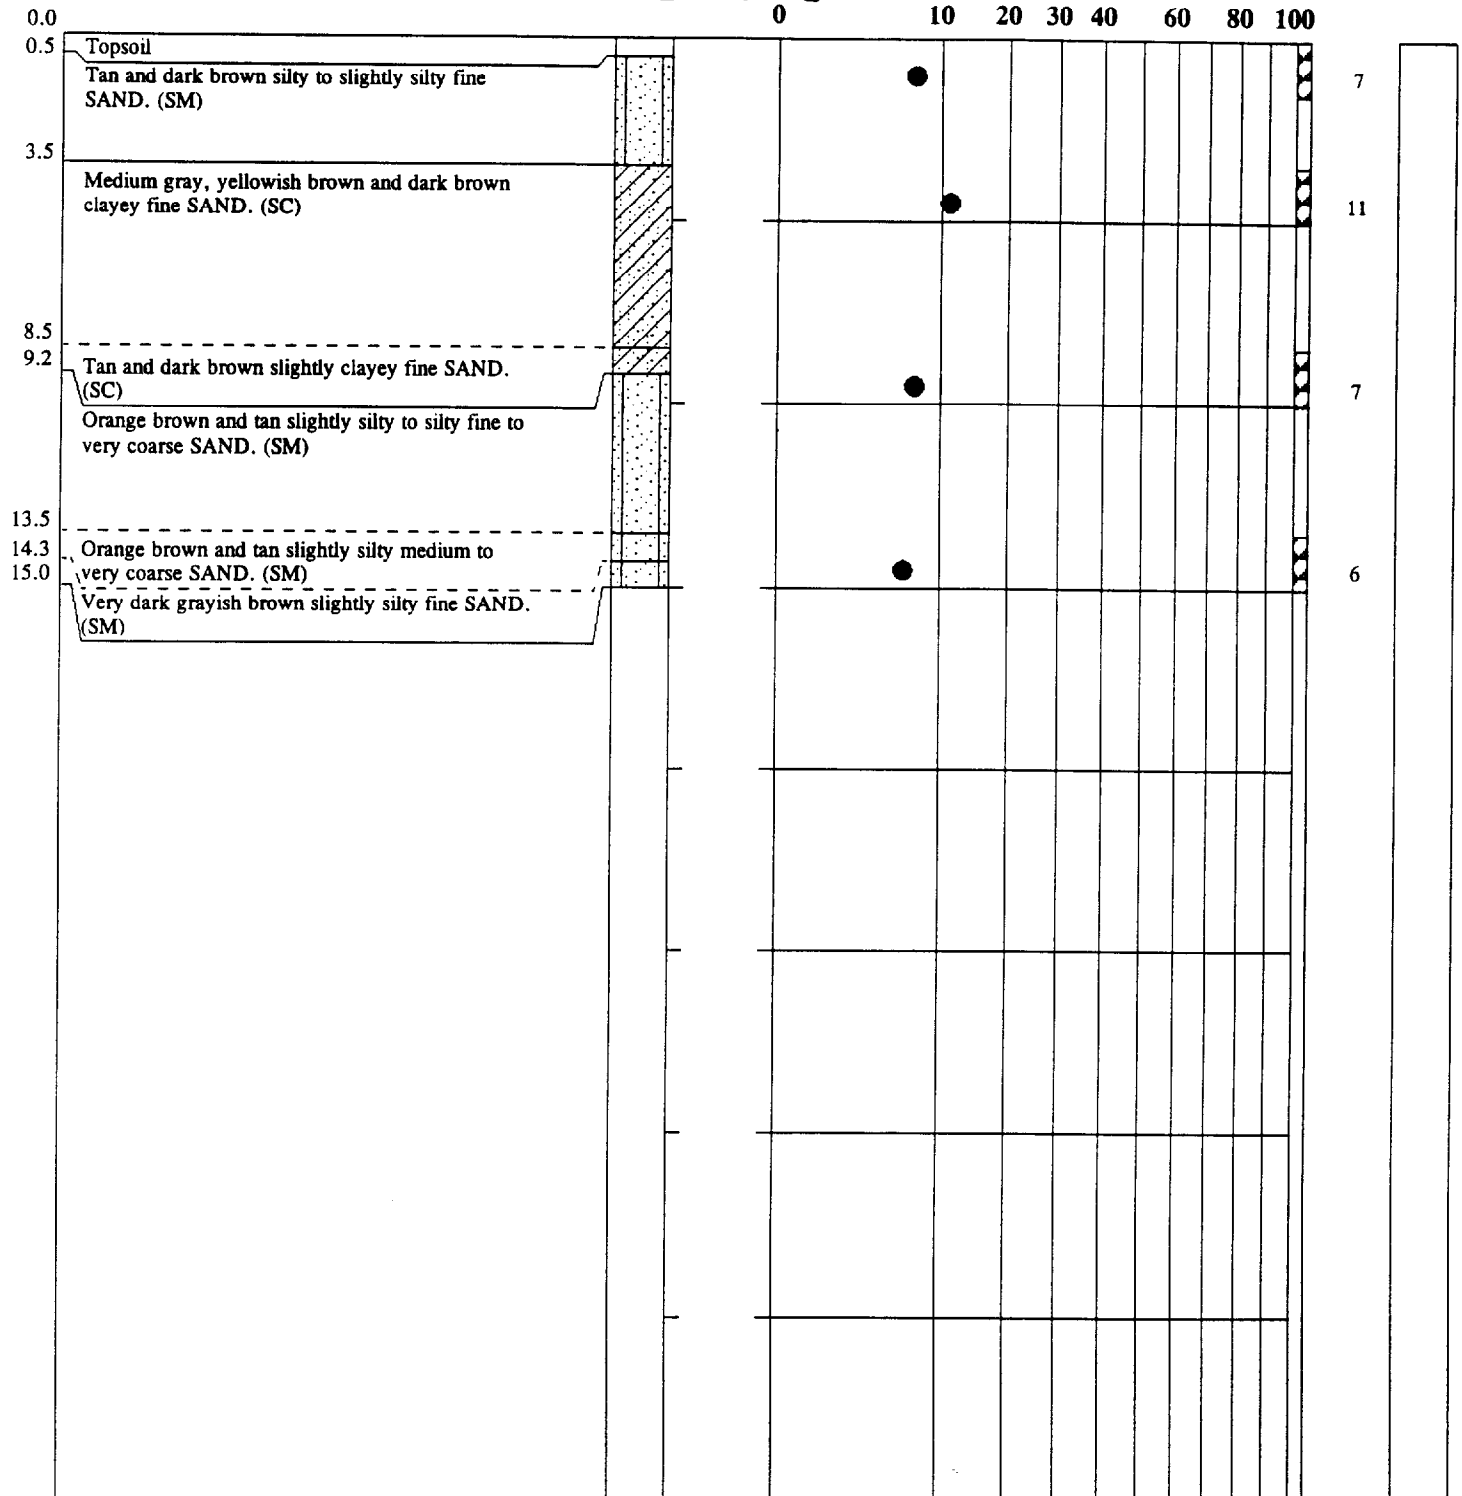 0.0
0 10 20 30 40 60 80 100
0.5
Topsoil
Tan and dark brown silty to slightly silty fine
SAND. (SM)
7
3.5
Medium gray, yellowish brown and dark brown
clayey fine SAND. (SC)
11
8.5
9.2
Tan and dark brown slightly clayey fine SAND.
(SC)
7
Orange brown and tan slightly silty to silty fine to
very coarse SAND. (SM)
13.5
14.3
Orange brown and tan slightly silty medium to
very coarse SAND. (SM)
15.0
6
Very dark grayish brown slightly silty fine SAND.
(SM)